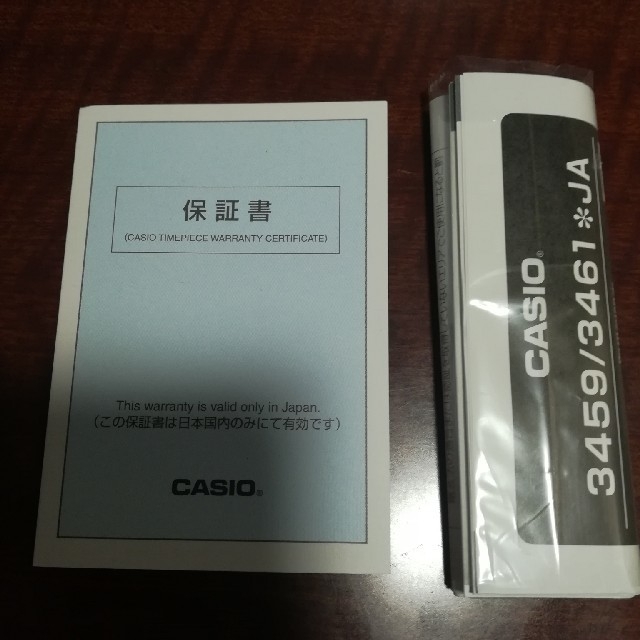 保証書
(CASIO TIMEPIECE WARRANTY CERTIFICATE)
This warranty is valid only in Japan.
(この保証書は日本国内のみにて有効です)
CASIO®
CASIO®
3459/3461※JA